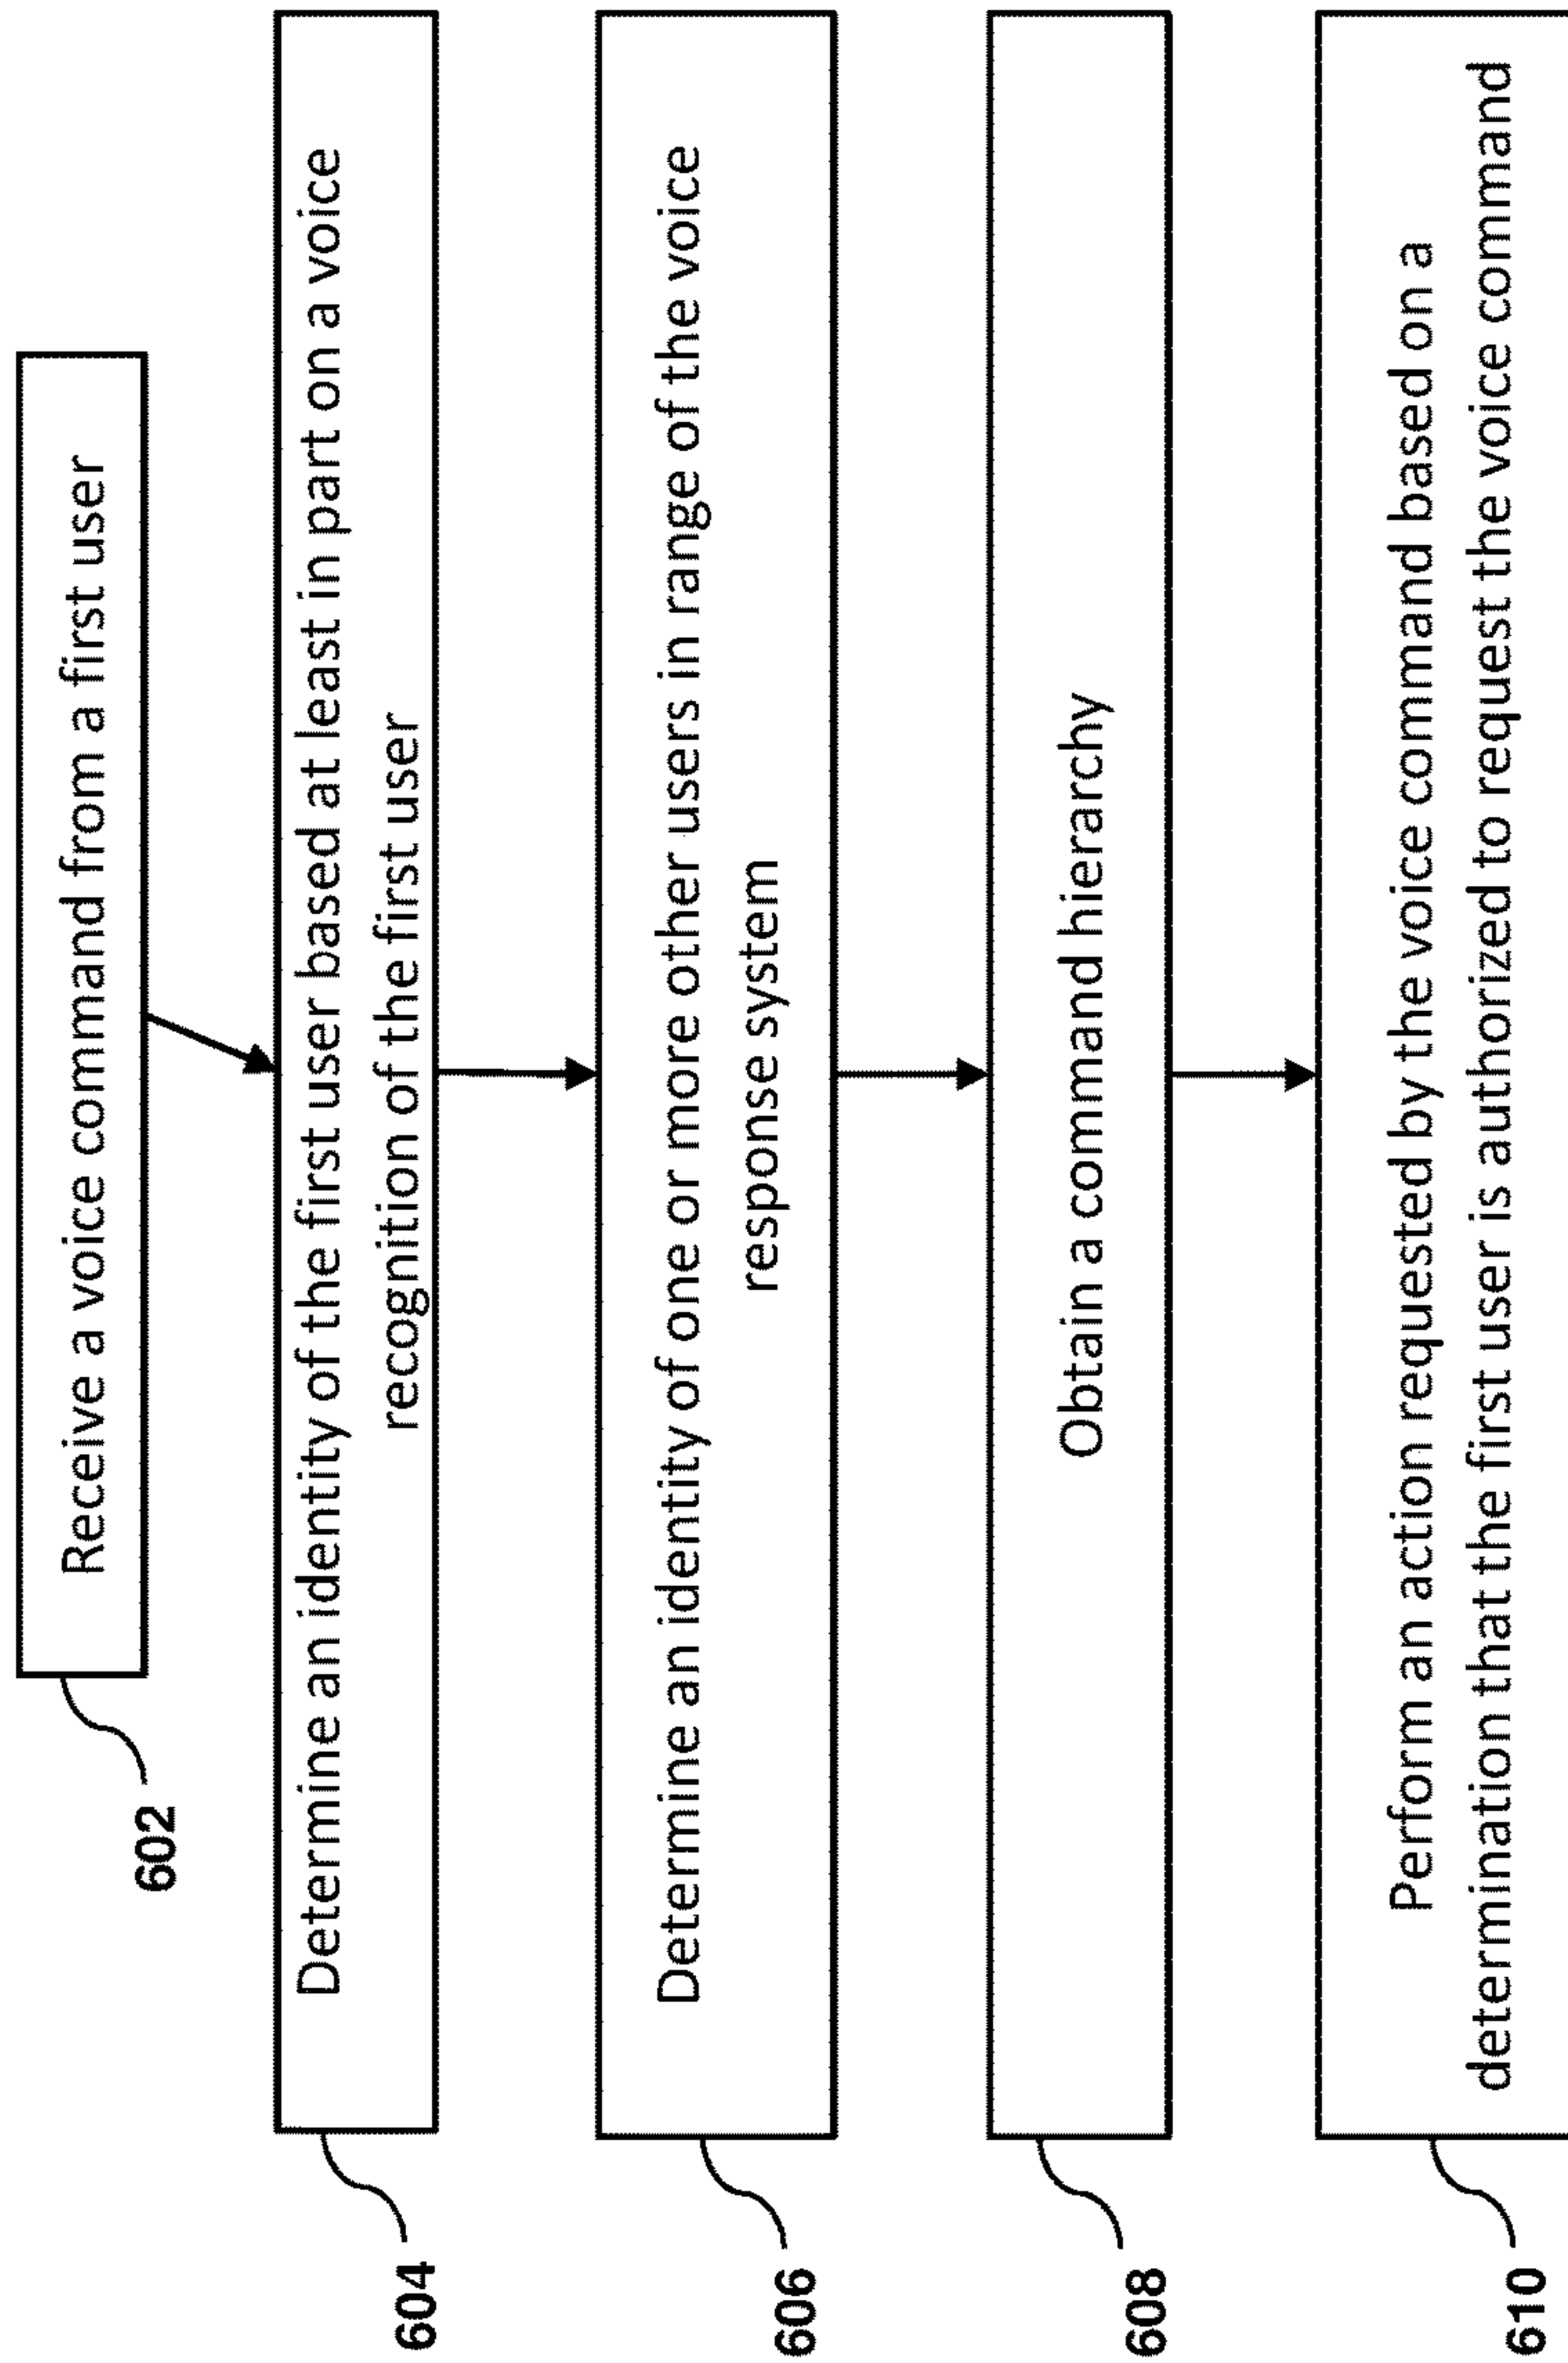 Receive a voice command from a first user
602
Determine an identity of the first user based at least in part on a voice
recognition of the first user
604
Determine an identity of one or more other users in range of the voice
response system
606
Obtain a command hierarchy
608
Perform an action requested by the voice command based on a
determination that the first user is authorized to request the voice command
610